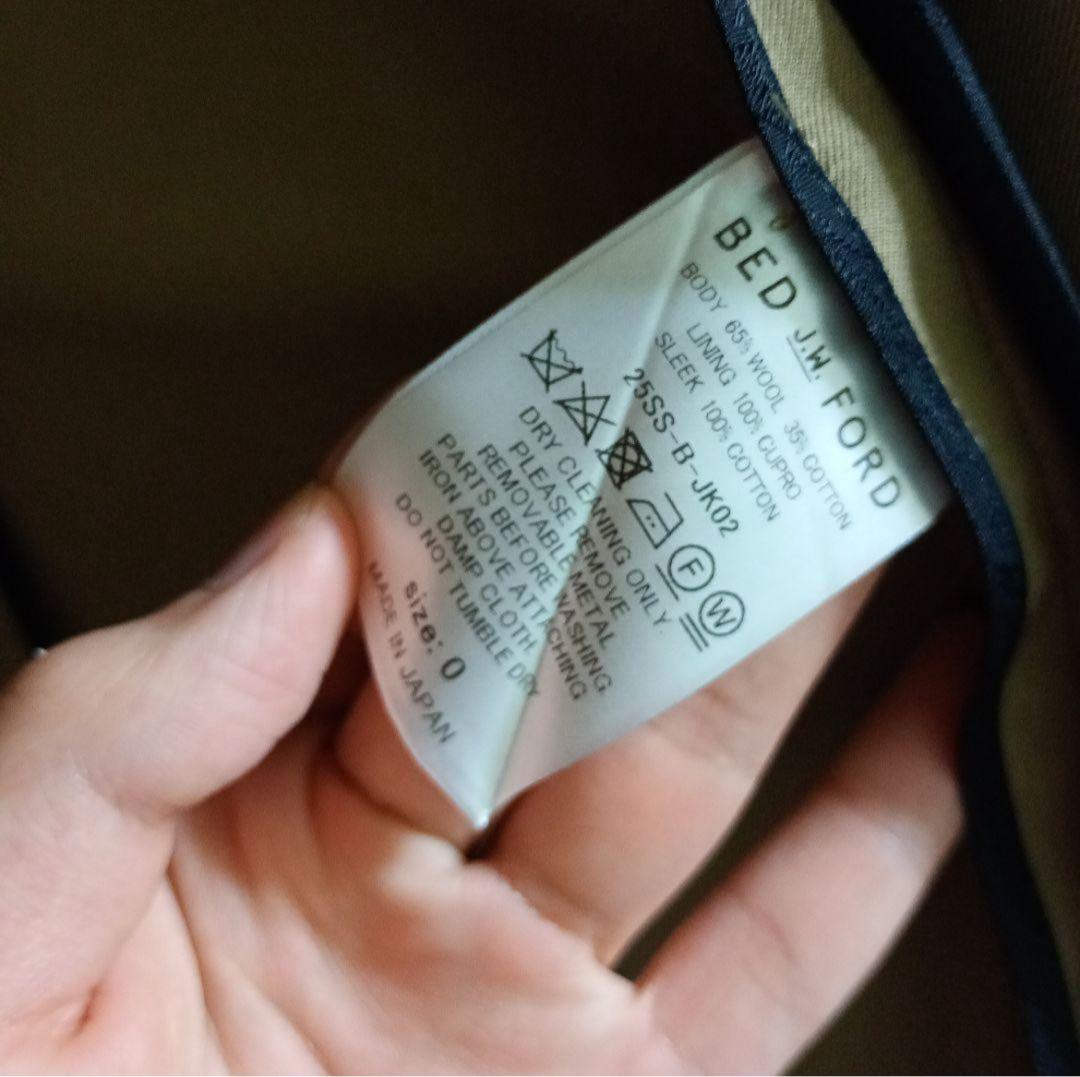 BED J.W. FORD
BODY 65% WOOL 35% COTTON
LINING 100% CUPRO
SLEEK 100% COTTON
25SS-B-JK02
F W
DRY CLEANING ONLY.
PLEASE REMOVE
REMOVABLE METAL
PARTS BEFORE WASHING
IRON ABOVE ATTACHING
DAMP CLOTH.
DO NOT TUMBLE DRY
size: 0
MADE IN JAPAN